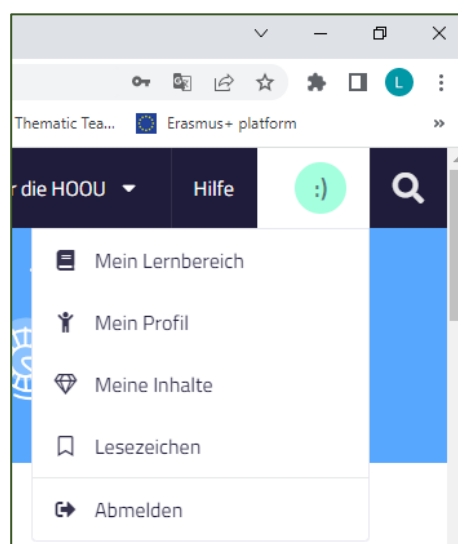 L
Thematic Tea... Erasmus+ platform »
r die HOOU Hilfe :)
Mein Lernbereich
Mein Profil
Meine Inhalte
Lesezeichen
Abmelden